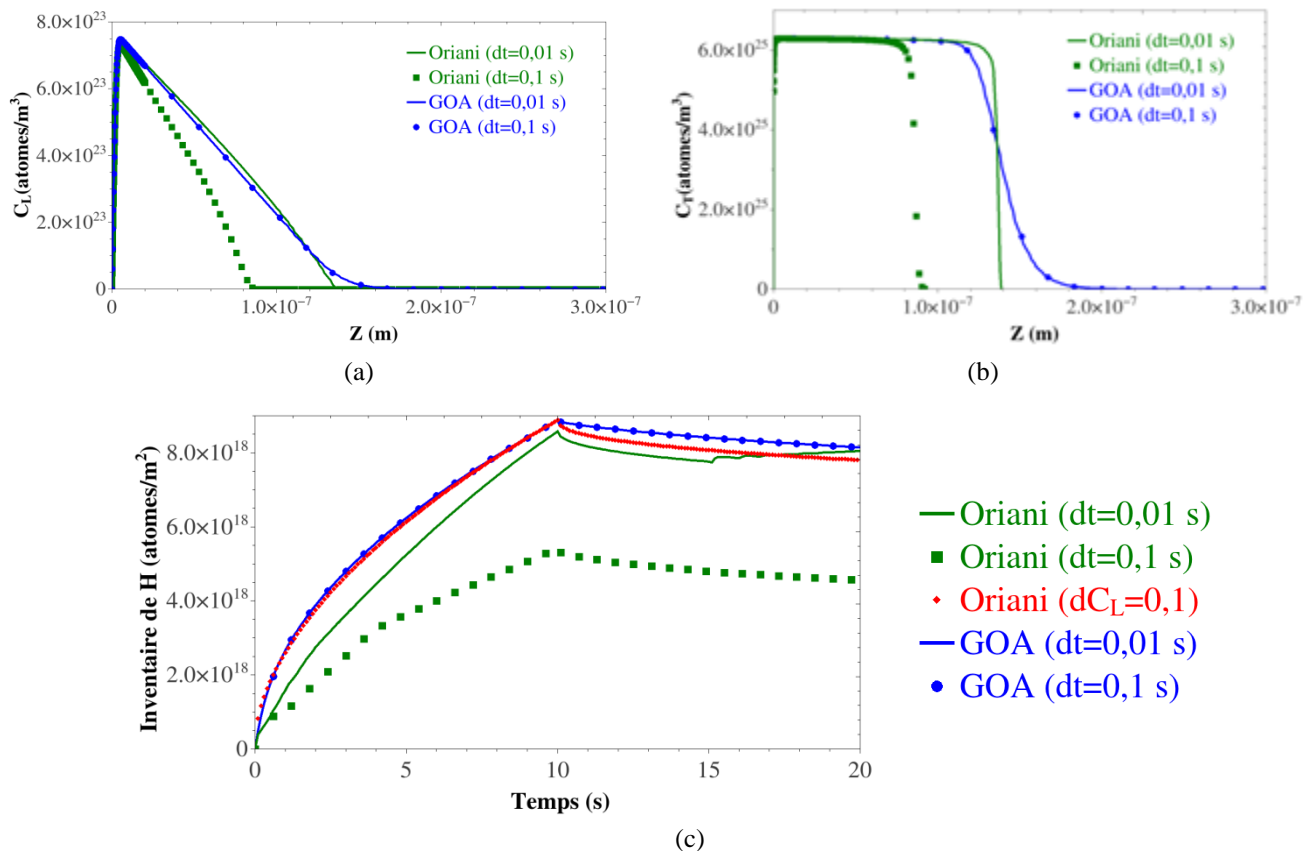 8.0×10²³
6.0×10²³
4.0×10²³
2.0×10²³
0
C_L(atomes/m³)
0
1.0×10⁻⁷
2.0×10⁻⁷
3.0×10⁻⁷
Z (m)
Oriani (dt=0,01 s)
Oriani (dt=0,1 s)
GOA (dt=0,01 s)
GOA (dt=0,1 s)
(a)
6.0×10²⁵
4.0×10²⁵
2.0×10²⁵
0
C_T(atomes/m³)
0
1.0×10⁻⁷
2.0×10⁻⁷
3.0×10⁻⁷
Z (m)
Oriani (dt=0,01 s)
Oriani (dt=0,1 s)
GOA (dt=0,01 s)
GOA (dt=0,1 s)
(b)
8.0×10¹⁸
6.0×10¹⁸
4.0×10¹⁸
2.0×10¹⁸
0
Inventaire de H (atomes/m²)
0
5
10
15
20
Temps (s)
Oriani (dt=0,01 s)
Oriani (dt=0,1 s)
Oriani (dC_L=0,1)
GOA (dt=0,01 s)
GOA (dt=0,1 s)
(c)